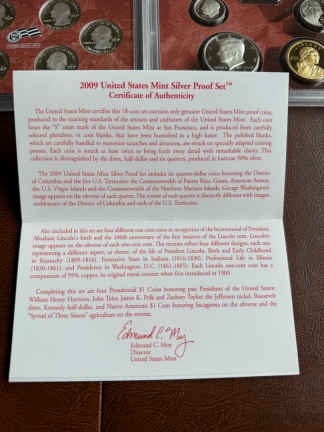 2009 United States Mint Silver Proof Set™
Certificate of Authenticity
The United States Mint certifies this 18-coin set contains only genuine United States Mint proof coins,
produced to the exacting standards of the artisans and craftsmen of the United States Mint. Each coin
bears the "S" mint mark of the United States Mint at San Francisco, and is produced from carefully
selected planchets, or coin blanks, that have been burnished to a high luster. The polished blanks,
which are carefully handled to minimize scratches and abrasions, are struck on specially adapted coining
presses. Each coin is struck at least twice to bring forth every detail with remarkable clarity. This
collection is distinguished by the dime, half-dollar and six quarters, produced in lustrous 90% silver.
The 2009 United States Mint Silver Proof Set includes six quarter-dollar coins honoring the District
of Columbia and the five U.S. Territories: the Commonwealth of Puerto Rico, Guam, American Samoa,
the U.S. Virgin Islands and the Commonwealth of the Northern Mariana Islands. George Washington's
image appears on the obverse of each quarter. The reverse of each quarter is distinctly different with images
emblematic of the District of Columbia and each of the U.S. Territories.
Also included in this set are four different one-cent coins in recognition of the bicentennial of President
Abraham Lincoln's birth and the 100th anniversary of the first issuance of the Lincoln cent. Lincoln's
image appears on the obverse of each one-cent coin. The reverses reflect four different designs, each one
representing a different aspect, or theme, of the life of President Lincoln: Birth and Early Childhood
in Kentucky (1809-1816), Formative Years in Indiana (1816-1830), Professional Life in Illinois
(1830-1861), and Presidency in Washington, D.C. (1861-1865). Each Lincoln one-cent coin has a
composition of 95% copper, its original metal content when first introduced in 1909.
Completing this set are four Presidential $1 Coins honoring past Presidents of the United States
William Henry Harrison, John Tyler, James K. Polk and Zachary Taylor; the Jefferson nickel, Roosevelt
dime, Kennedy half-dollar, and Native American $1 Coin honoring Sacagawea on the obverse and the
"Spread of Three Sisters" agriculture on the reverse.
Edmund C. Moy
Edmund C. Moy
Director
United States Mint